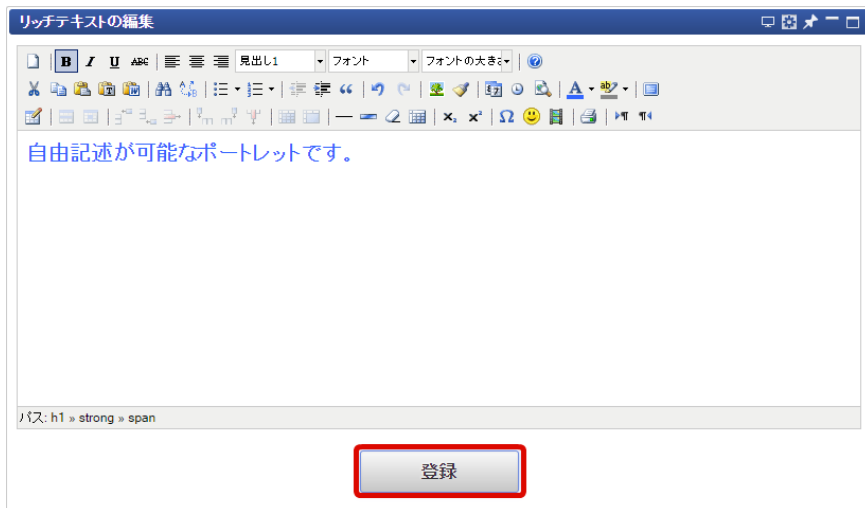 リッチテキストの編集
B I U ABC 見出し1 フォント フォントの大きさ
自由記述が可能なポートレットです。
パス: h1 » strong » span
登録